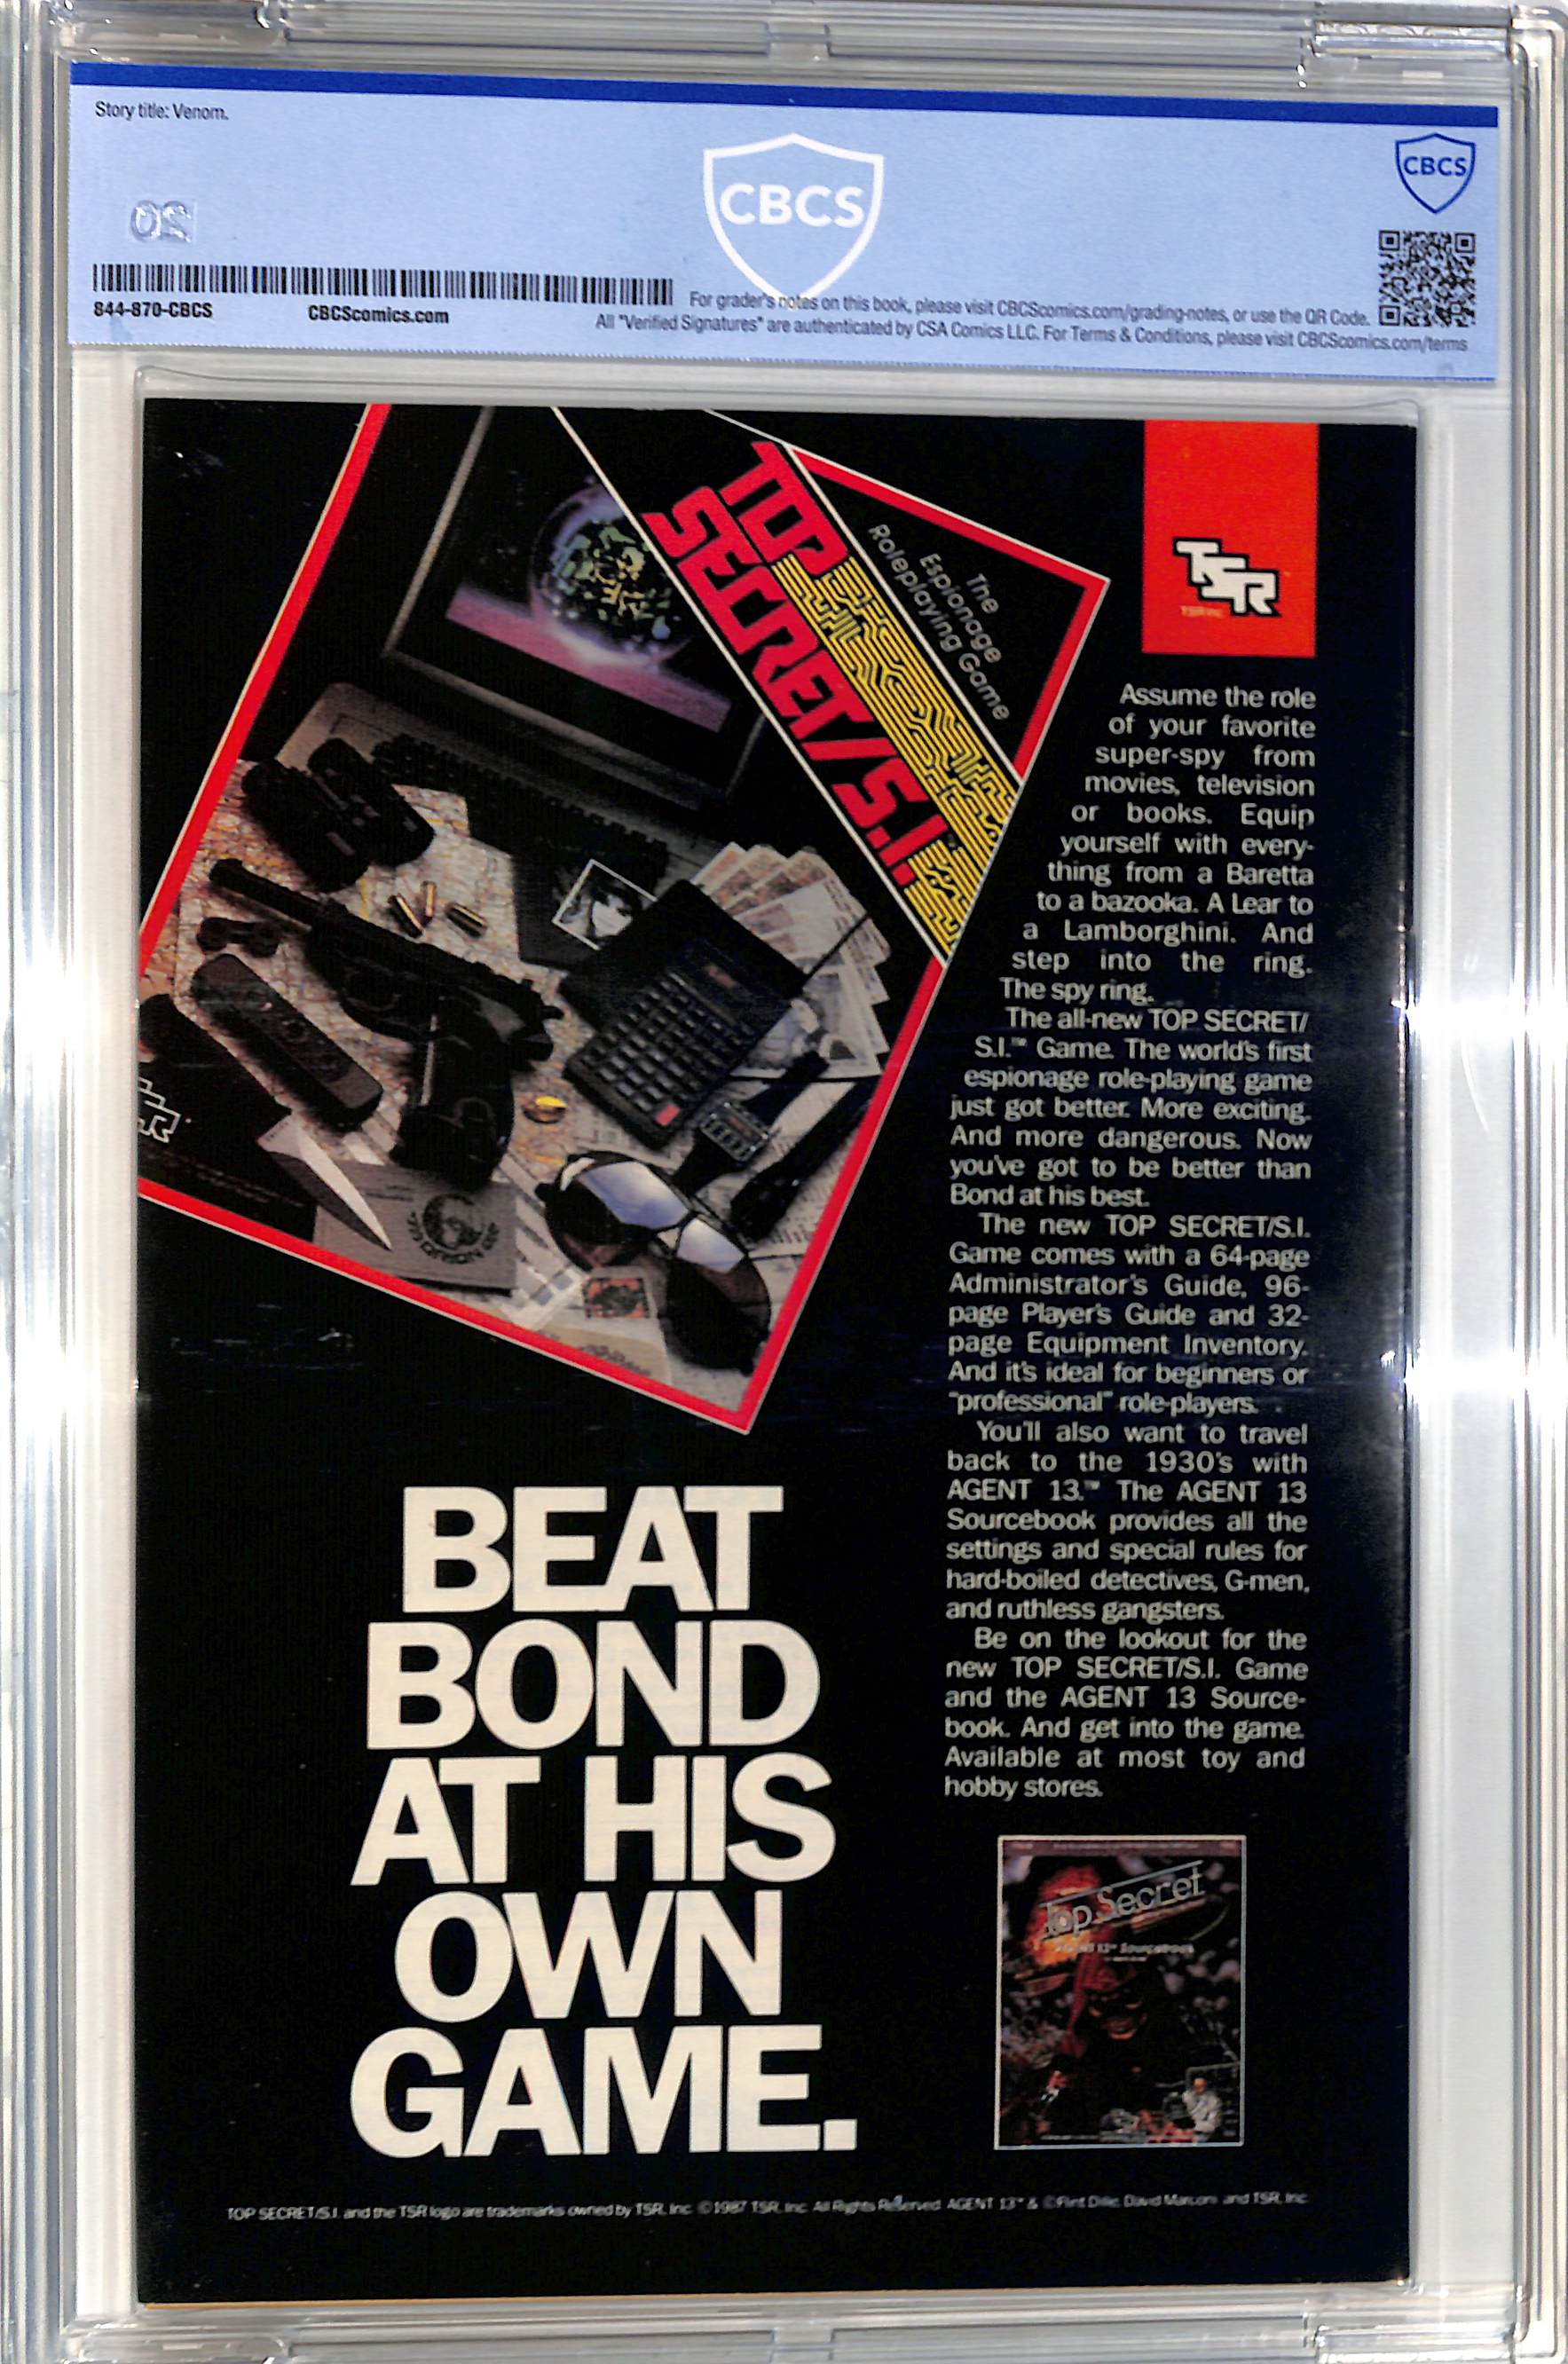 Story title: Venom.
CBCS
CBCS
844-870-CBCS
CBCScomics.com
For grader's notes on this book, please visit CBCScomics.com/grading-notes, or use the QR Code.
All "Verified Signatures" are authenticated by CSA Comics LLC. For Terms & Conditions, please visit CBCScomics.com/terms
TOP
SECRET/S.I.
The
Espionage
Roleplaying Game
TSR
Assume the role
of your favorite
super-spy from
movies, television
or books. Equip
yourself with every-
thing from a Baretta
to a bazooka. A Lear to
a Lamborghini. And
step into the ring.
The spy ring.
The all-new TOP SECRET/
S.I.™ Game. The world's first
espionage role-playing game
just got better. More exciting.
And more dangerous. Now
you've got to be better than
Bond at his best.
The new TOP SECRET/S.I.
Game comes with a 64-page
Administrator's Guide, 96-
page Player's Guide and 32-
page Equipment Inventory.
And it's ideal for beginners or
"professional" role-players.
You'll also want to travel
back to the 1930's with
AGENT 13.™ The AGENT 13
Sourcebook provides all the
settings and special rules for
hard-boiled detectives, G-men,
and ruthless gangsters.
Be on the lookout for the
new TOP SECRET/S.I. Game
and the AGENT 13 Source-
book. And get into the game.
Available at most toy and
hobby stores.
BEAT
BOND
AT HIS
OWN
GAME.
Top Secret
TOP SECRET/S.I. and the TSR logo are trademarks owned by TSR, Inc. ©1987 TSR, Inc. All Rights Reserved. AGENT 13™ & ©Flint Dille, David Marconi and TSR, Inc.